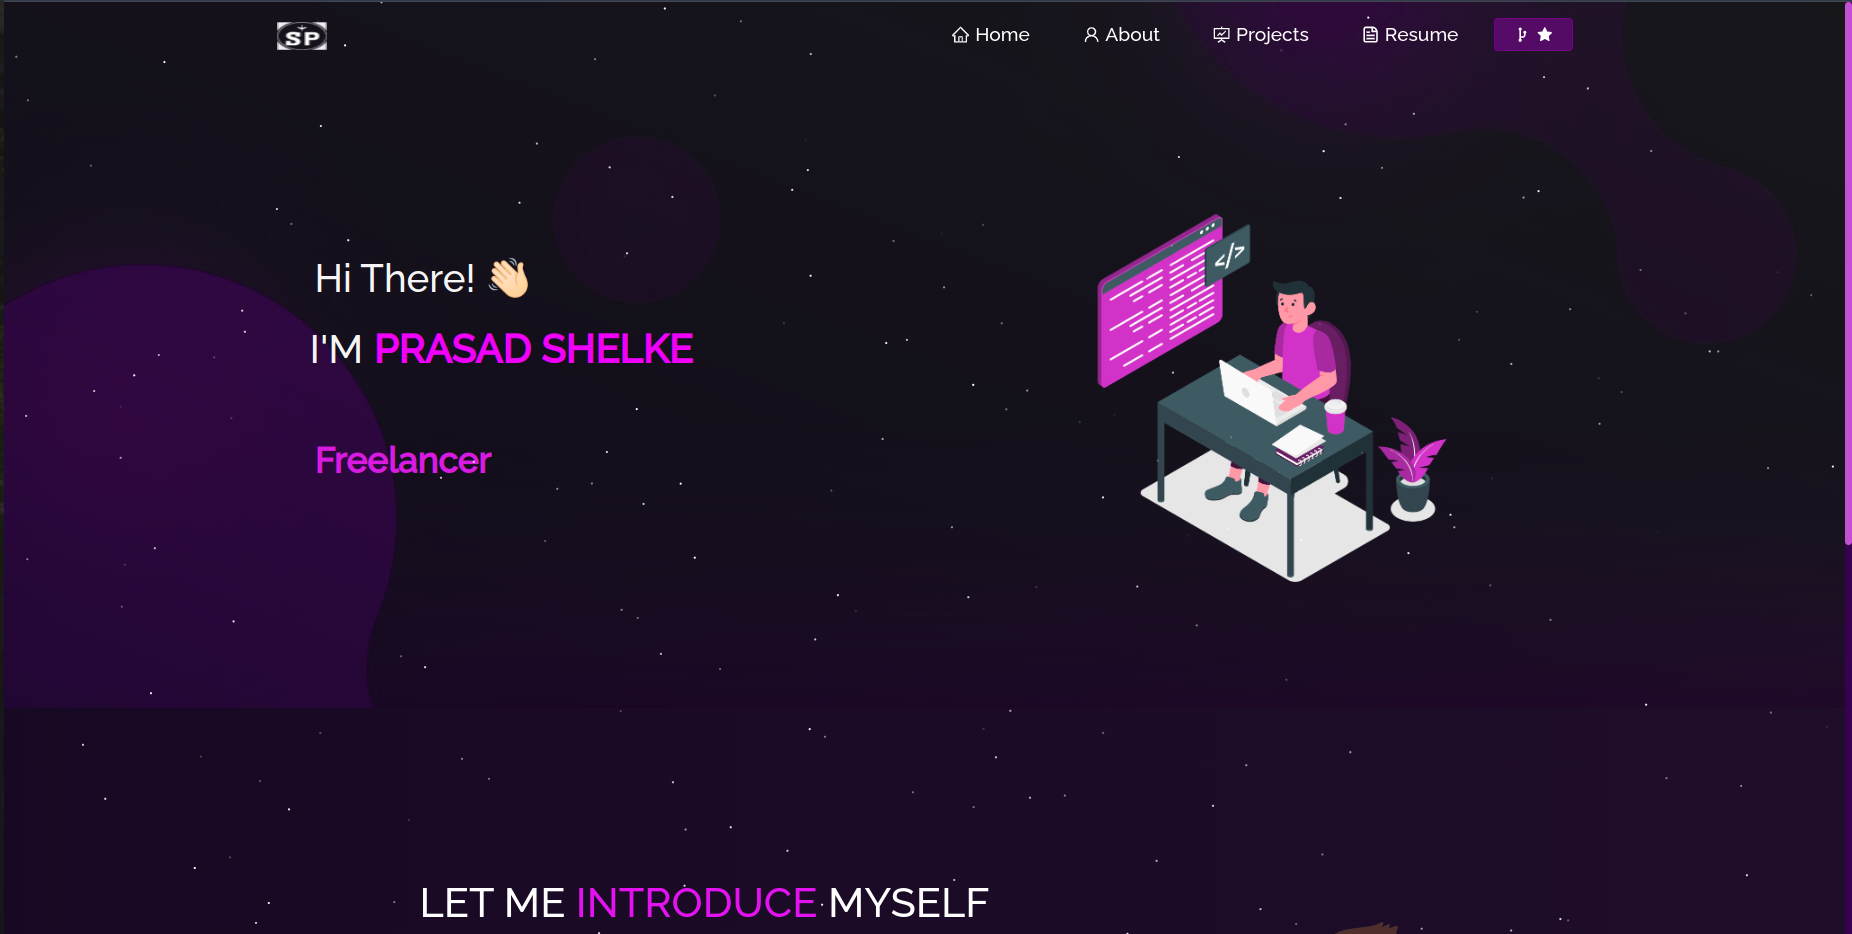 SP
Home
About
Projects
Resume
Hi There! 👋🏻
I'M PRASAD SHELKE
Freelancer
</>
LET ME INTRODUCE MYSELF